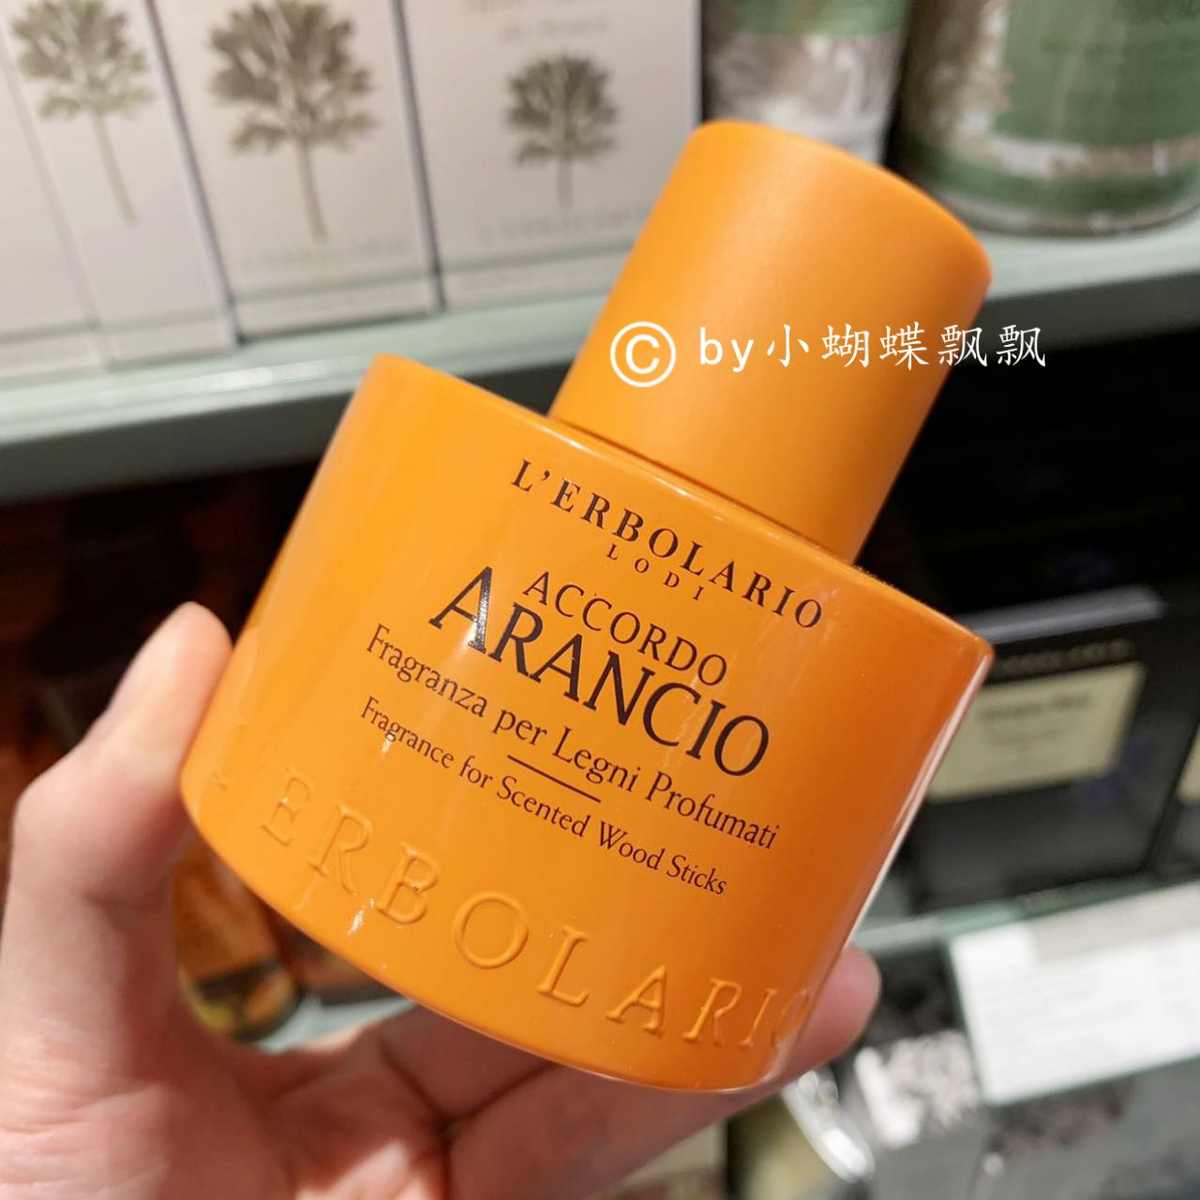 © by小蝴蝶飘飘
L'ERBOLARIO
LODI
ACCORDO
ARANCIO
Fragranza per Legni Profumati
Fragrance for Scented Wood Sticks
L'ERBOLARIO